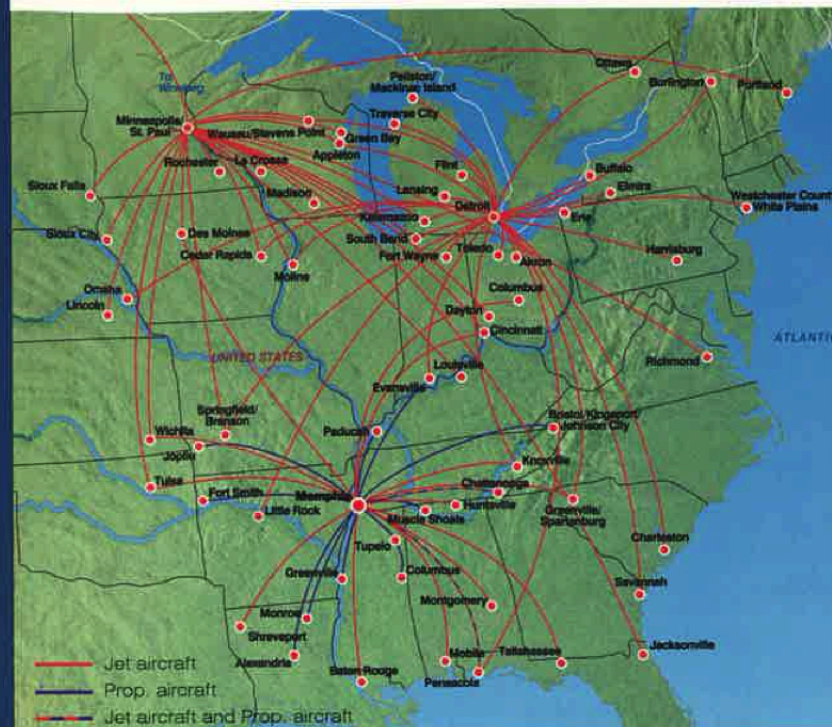 To
Winnipeg
Minneapolis/
St. Paul
Wausau/Stevens Point
Green Bay
Appleton
Pellston/
Mackinac Island
Traverse City
Ottawa
Burlington
Portland
Rochester
La Crosse
Madison
Flint
Lansing
Detroit
Kalamazoo
Buffalo
Elmira
Westchester County
White Plains
Sioux Falls
Sioux City
Des Moines
Cedar Rapids
Moline
South Bend
Fort Wayne
Toledo
Akron
Erie
Harrisburg
Omaha
Lincoln
Columbus
Dayton
Cincinnati
ATLANTIC
Richmond
UNITED STATES
Louisville
Evansville
Springfield/
Branson
Wichita
Joplin
Paducah
Bristol/Kingsport
Johnson City
Knoxville
Tulsa
Fort Smith
Little Rock
Memphis
Chattanooga
Huntsville
Muscle Shoals
Greenville/
Spartanburg
Tupelo
Charleston
Greenville
Columbus
Savannah
Montgomery
Monroe
Shreveport
Alexandria
Mobile
Tallahassee
Jacksonville
Baton Rouge
Pensacola
Jet aircraft
Prop. aircraft
Jet aircraft and Prop. aircraft